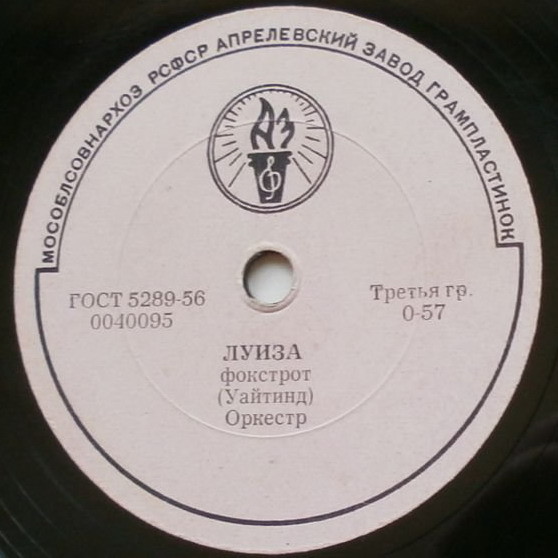 МОСОБЛСОВНАРХОЗ РСФСР АПРЕЛЕВСКИЙ ЗАВОД ГРАМПЛАСТИНОК
АЗ
ГОСТ 5289-56
0040095
Третья гр.
0-57
ЛУИЗА
фокстрот
(Уайтинд)
Оркестр